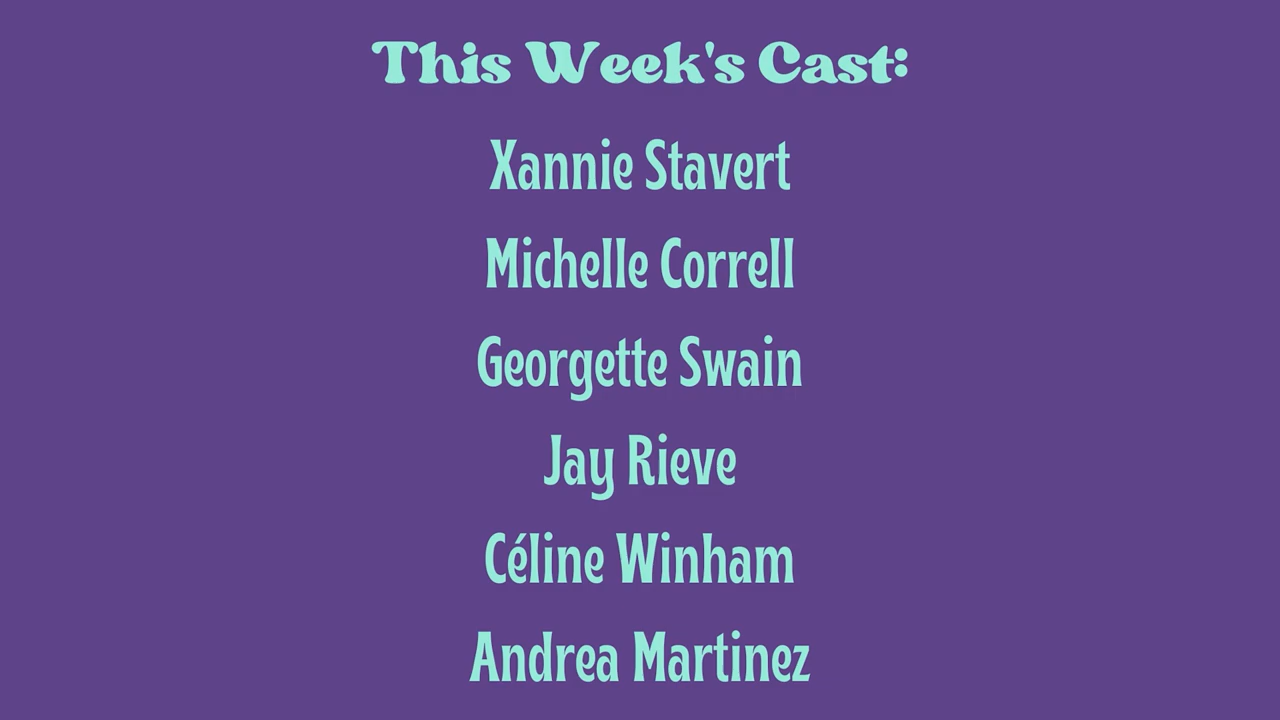 This Week's Cast:
Xannie Stavert
Michelle Correll
Georgette Swain
Jay Rieve
Céline Winham
Andrea Martinez